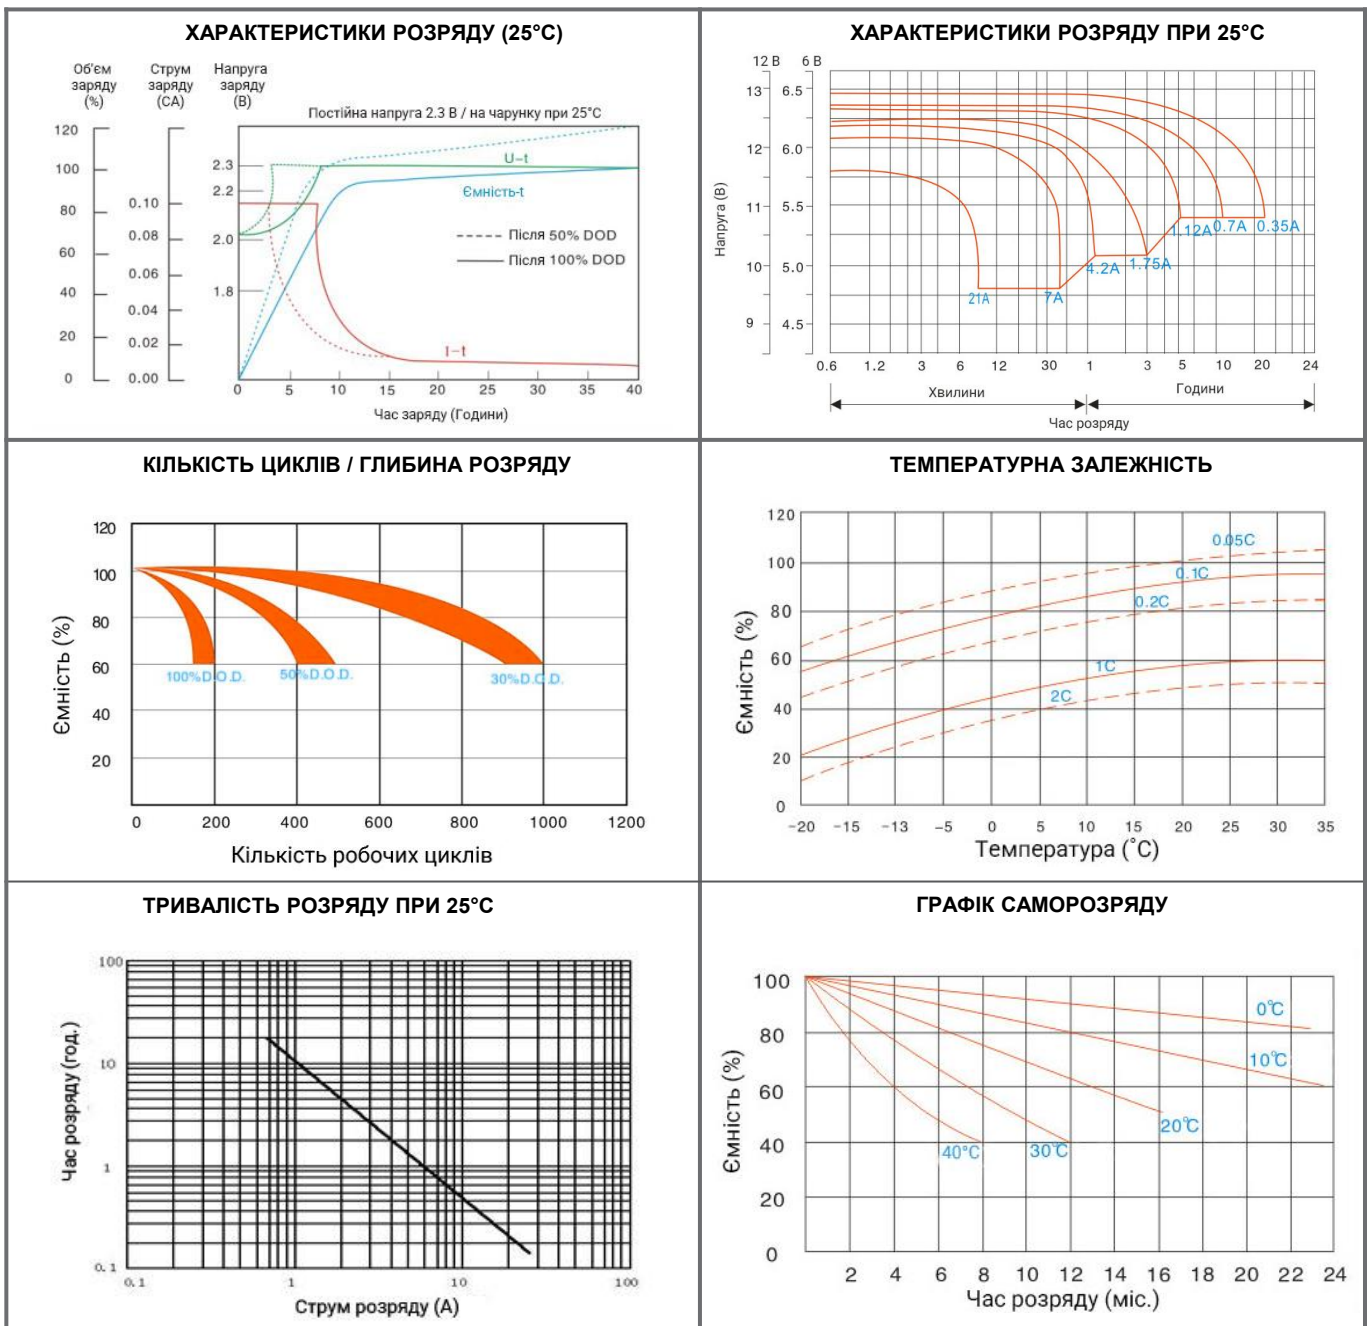 ХАРАКТЕРИСТИКИ РОЗРЯДУ (25°C)
Об'єм заряду (%)
Струм заряду (CA)
Напруга заряду (В)
Постійна напруга 2.3 В / на чарунку при 25°C
120
100
80
60
40
20
0
0.10
0.08
0.06
0.04
0.02
0.00
2.3
2.2
2.0
1.8
U-t
Ємність-t
Після 50% DOD
Після 100% DOD
I-t
0 5 10 15 20 25 30 35 40
Час заряду (Години)
ХАРАКТЕРИСТИКИ РОЗРЯДУ ПРИ 25°C
12 В 6 В
13 6.5
12 6.0
11 5.5
10 5.0
9 4.5
Напруга (В)
1.12A 0.7A 0.35A
4.2A 1.75A
21A 7A
0.6 1.2 3 6 12 30 1 3 5 10 20 24
Хвилини Години
Час розряду
КІЛЬКІСТЬ ЦИКЛІВ / ГЛИБИНА РОЗРЯДУ
Ємність (%)
120
100
80
60
40
20
100%D.O.D. 50%D.O.D. 30%D.O.D.
0 200 400 600 800 1000 1200
Кількість робочих циклів
ТЕМПЕРАТУРНА ЗАЛЕЖНІСТЬ
Ємність (%)
120
100
80
60
40
20
0
0.05C
0.1C
0.2C
1C
2C
-20 -15 -13 -5 0 5 10 15 20 25 30 35
Температура (°C)
ТРИВАЛІСТЬ РОЗРЯДУ ПРИ 25°C
Час розряду (год.)
100
10
1
0.1
0.1 1 10 100
Струм розряду (А)
ГРАФІК САМОРОЗРЯДУ
Ємність (%)
100
80
60
40
20
0
0°C
10°C
20°C
30°C
40°C
2 4 6 8 10 12 14 16 18 20 22 24
Час розряду (міс.)